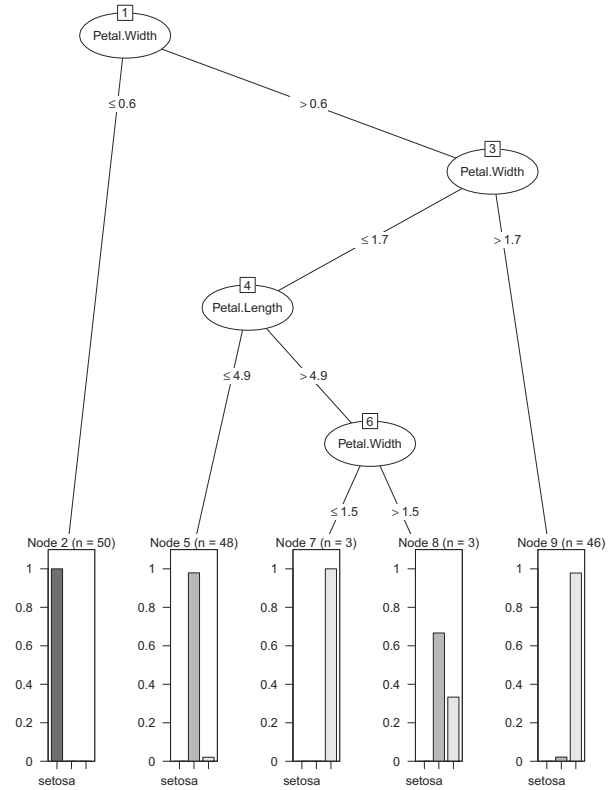 1
Petal.Width
≤ 0.6
> 0.6
3
Petal.Width
≤ 1.7
> 1.7
4
Petal.Length
≤ 4.9
> 4.9
6
Petal.Width
≤ 1.5
> 1.5
Node 2 (n = 50)
Node 5 (n = 48)
Node 7 (n = 3)
Node 8 (n = 3)
Node 9 (n = 46)
1 1 1 1 1
0.8 0.8 0.8 0.8 0.8
0.6 0.6 0.6 0.6 0.6
0.4 0.4 0.4 0.4 0.4
0.2 0.2 0.2 0.2 0.2
0 0 0 0 0
setosa setosa setosa setosa setosa